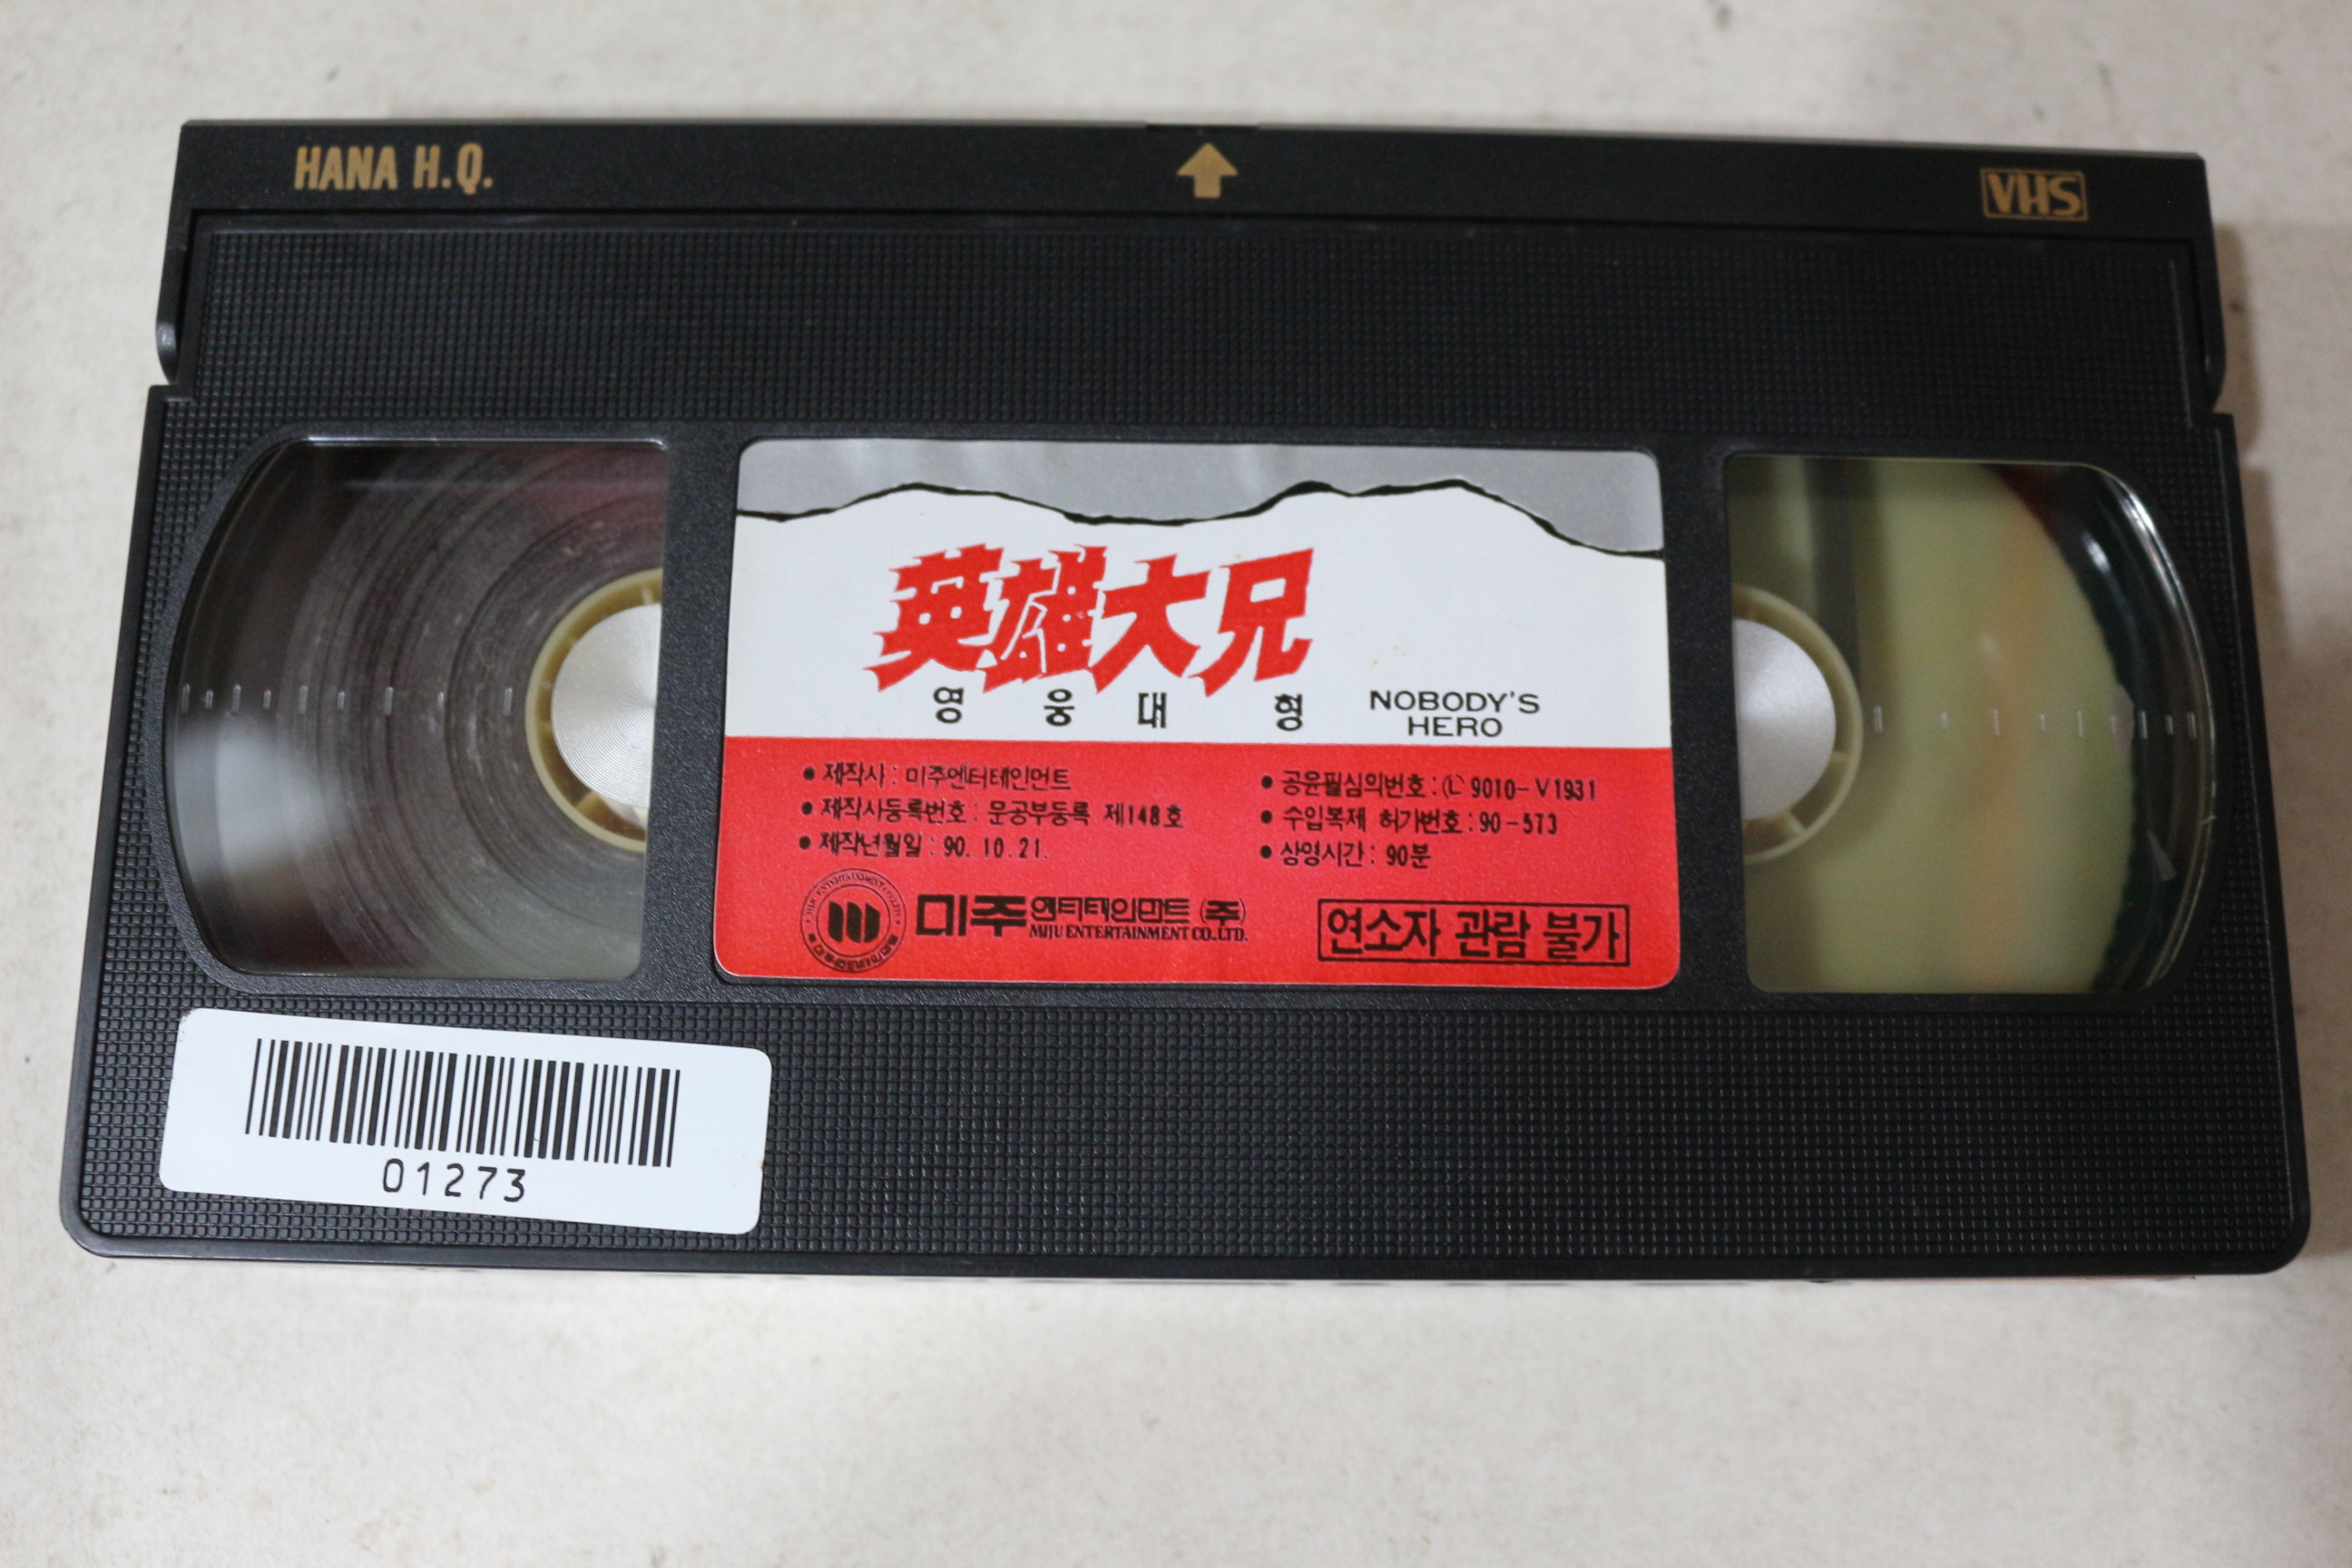 HANA H.Q.
VHS
英雄大兄
영웅대형
NOBODY'S
HERO
• 제작사 : 미주엔터테인먼트
• 제작사등록번호 : 문공부등록 제148호
• 제작년월일 : 90. 10. 21.
• 공윤필심의번호 : Ⓛ 9010-V1931
• 수입복제 허가번호 : 90-573
• 상영시간 : 90분
미주엔터테인먼트 (주)
MIJU ENTERTAINMENT CO., LTD.
연소자 관람 불가
01273